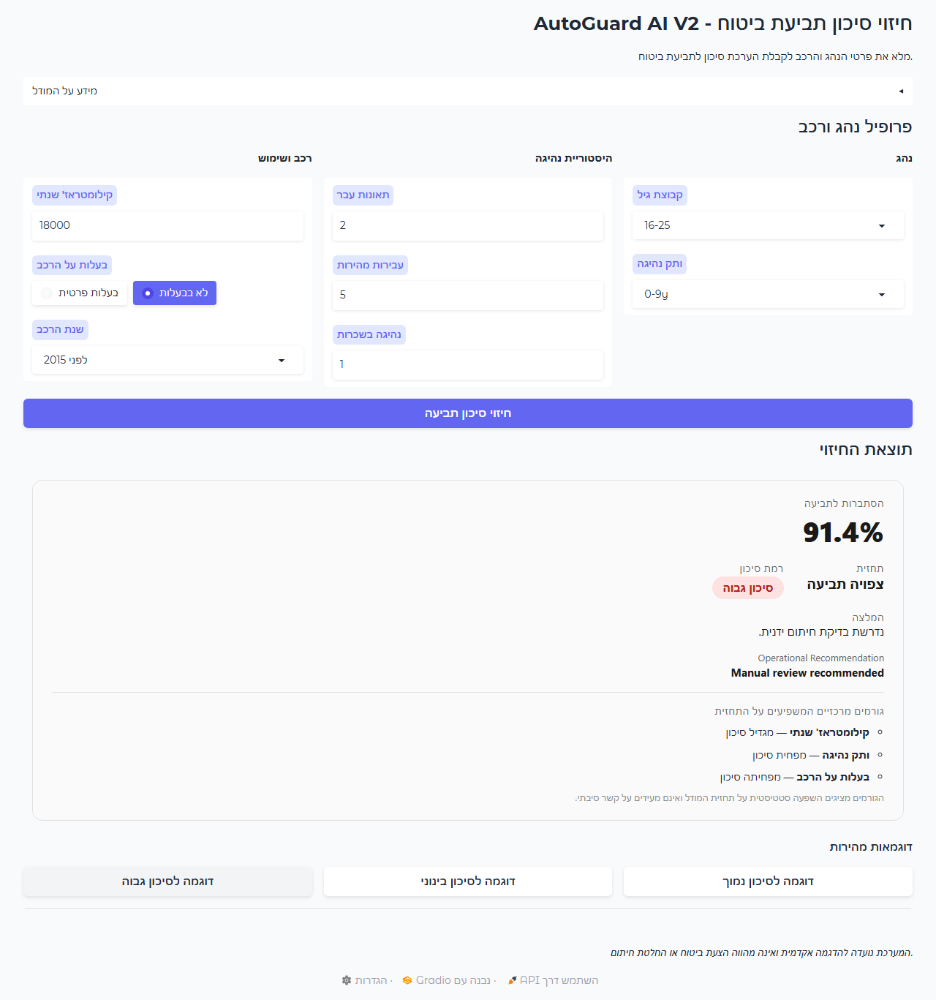 חיזוי סיכון תביעת ביטוח - AutoGuard AI V2
מלא את פרטי הנהג והרכב לקבלת הערכת סיכון לתביעת ביטוח.
מידע על המודל
פרופיל נהג ורכב
נהג
קבוצת גיל
16-25
ותק נהיגה
0-9y
היסטוריית נהיגה
תאונות עבר
2
עבירות מהירות
5
נהיגה בשכרות
1
רכב ושימוש
קילומטראז' שנתי
18000
בעלות על הרכב
לא בבעלות
בעלות פרטית
שנת הרכב
לפני 2015
חיזוי סיכון תביעה
תוצאת החיזוי
הסתברות לתביעה
91.4%
תחזית
צפויה תביעה
רמת סיכון
סיכון גבוה
המלצה
נדרשת בדיקת חיתום ידנית.
Operational Recommendation
Manual review recommended
גורמים מרכזיים המשפיעים על התחזית
קילומטראז' שנתי — מגדיל סיכון
ותק נהיגה — מפחית סיכון
בעלות על הרכב — מפחיתה סיכון
הגורמים מציגים השפעה סטטיסטית על תחזית המודל ואינם מעידים על קשר סיבתי.
דוגמאות מהירות
דוגמה לסיכון נמוך
דוגמה לסיכון בינוני
דוגמה לסיכון גבוה
המערכת נועדה להדגמה אקדמית ואינה מהווה הצעת ביטוח או החלטת חיתום.
השתמש דרך API · נבנה עם Gradio · הגדרות